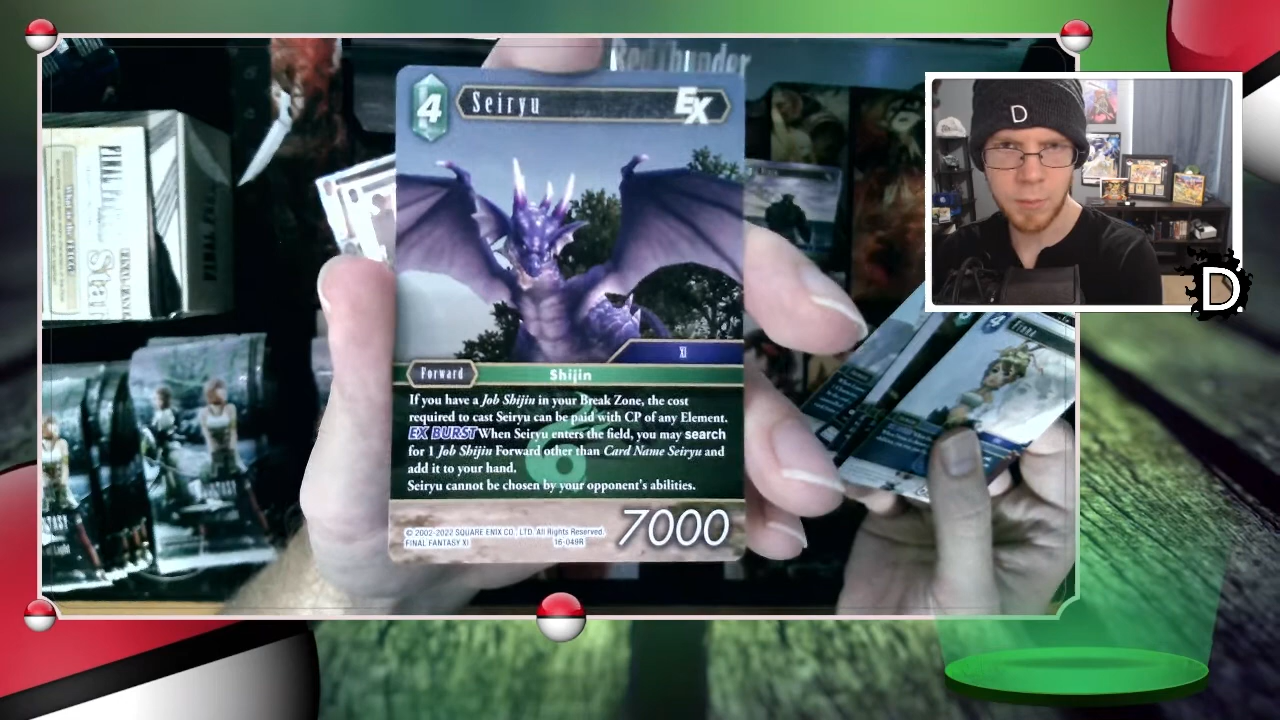 RedThunder
4
Seiryu
EX
XI
Forward
Shijin
If you have a Job Shijin in your Break Zone, the cost
required to cast Seiryu can be paid with CP of any Element.
EX BURST When Seiryu enters the field, you may search
for 1 Job Shijin Forward other than Card Name Seiryu and
add it to your hand.
Seiryu cannot be chosen by your opponent's abilities.
7000
© 2002-2022 SQUARE ENIX CO., LTD. All Rights Reserved.
FINAL FANTASY XI
16-049R
D
D
4